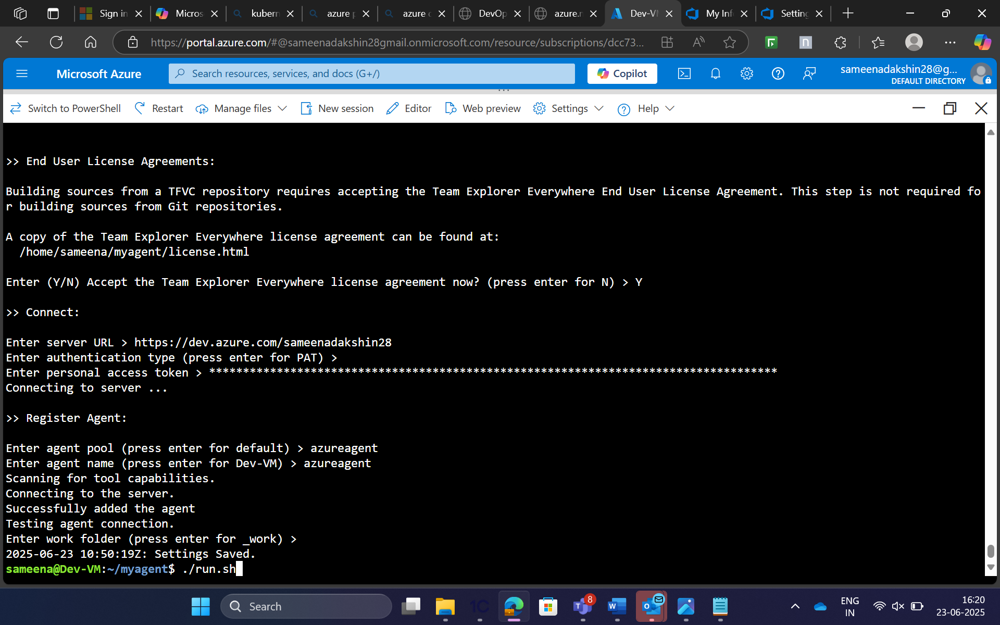 Sign in
Micros
kubern
azure p
azure c
DevOp
azure.r
Dev-V
My Inf
Setting
https://portal.azure.com/#@sameenadakshin28gmail.onmicrosoft.com/resource/subscriptions/dcc73...
Microsoft Azure
Search resources, services, and docs (G+/)
Copilot
sameenadakshin28@g...
DEFAULT DIRECTORY
Switch to PowerShell
Restart
Manage files
New session
Editor
Web preview
Settings
Help
>> End User License Agreements:
Building sources from a TFVC repository requires accepting the Team Explorer Everywhere End User License Agreement. This step is not required fo
r building sources from Git repositories.
A copy of the Team Explorer Everywhere license agreement can be found at:
/home/sameena/myagent/license.html
Enter (Y/N) Accept the Team Explorer Everywhere license agreement now? (press enter for N) > Y
>> Connect:
Enter server URL > https://dev.azure.com/sameenadakshin28
Enter authentication type (press enter for PAT) >
Enter personal access token > ************************************************************************************
Connecting to server ...
>> Register Agent:
Enter agent pool (press enter for default) > azureagent
Enter agent name (press enter for Dev-VM) > azureagent
Scanning for tool capabilities.
Connecting to the server.
Successfully added the agent
Testing agent connection.
Enter work folder (press enter for _work) >
2025-06-23 10:50:19Z: Settings Saved.
sameena@Dev-VM:~/myagent$ ./run.sh
Search
8
ENG
IN
16:20
23-06-2025